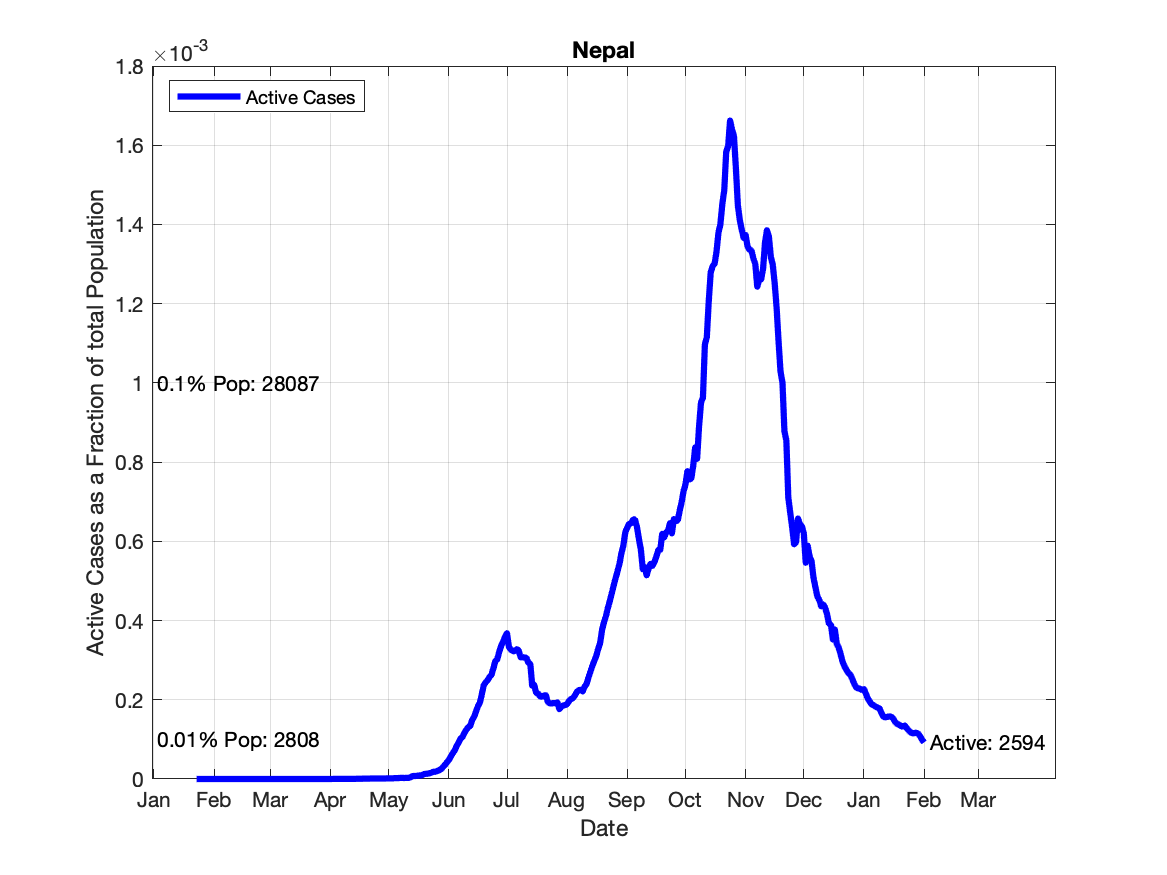 Nepal
×10-3
1.8
1.6
1.4
1.2
1
0.8
0.6
0.4
0.2
0
Active Cases
0.1% Pop: 28087
0.01% Pop: 2808
Active: 2594
Active Cases as a Fraction of total Population
Jan Feb Mar Apr May Jun Jul Aug Sep Oct Nov Dec Jan Feb Mar
Date